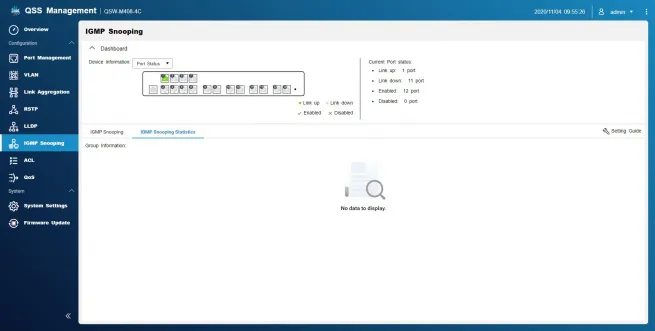 QSS Management | QSW-M408-4C
2020/11/04 09:55:26
admin
Overview
Configuration
Port Management
VLAN
Link Aggregation
RSTP
LLDP
IGMP Snooping
ACL
QoS
System
System Settings
Firmware Update
IGMP Snooping
Dashboard
Device Information:
Port Status
Link up
Link down
Enabled
Disabled
Current Port status:
Link up: 1 port
Link down: 11 port
Enabled: 12 port
Disabled: 0 port
IGMP Snooping
IGMP Snooping Statistics
Setting Guide
Group Information:
No data to display.